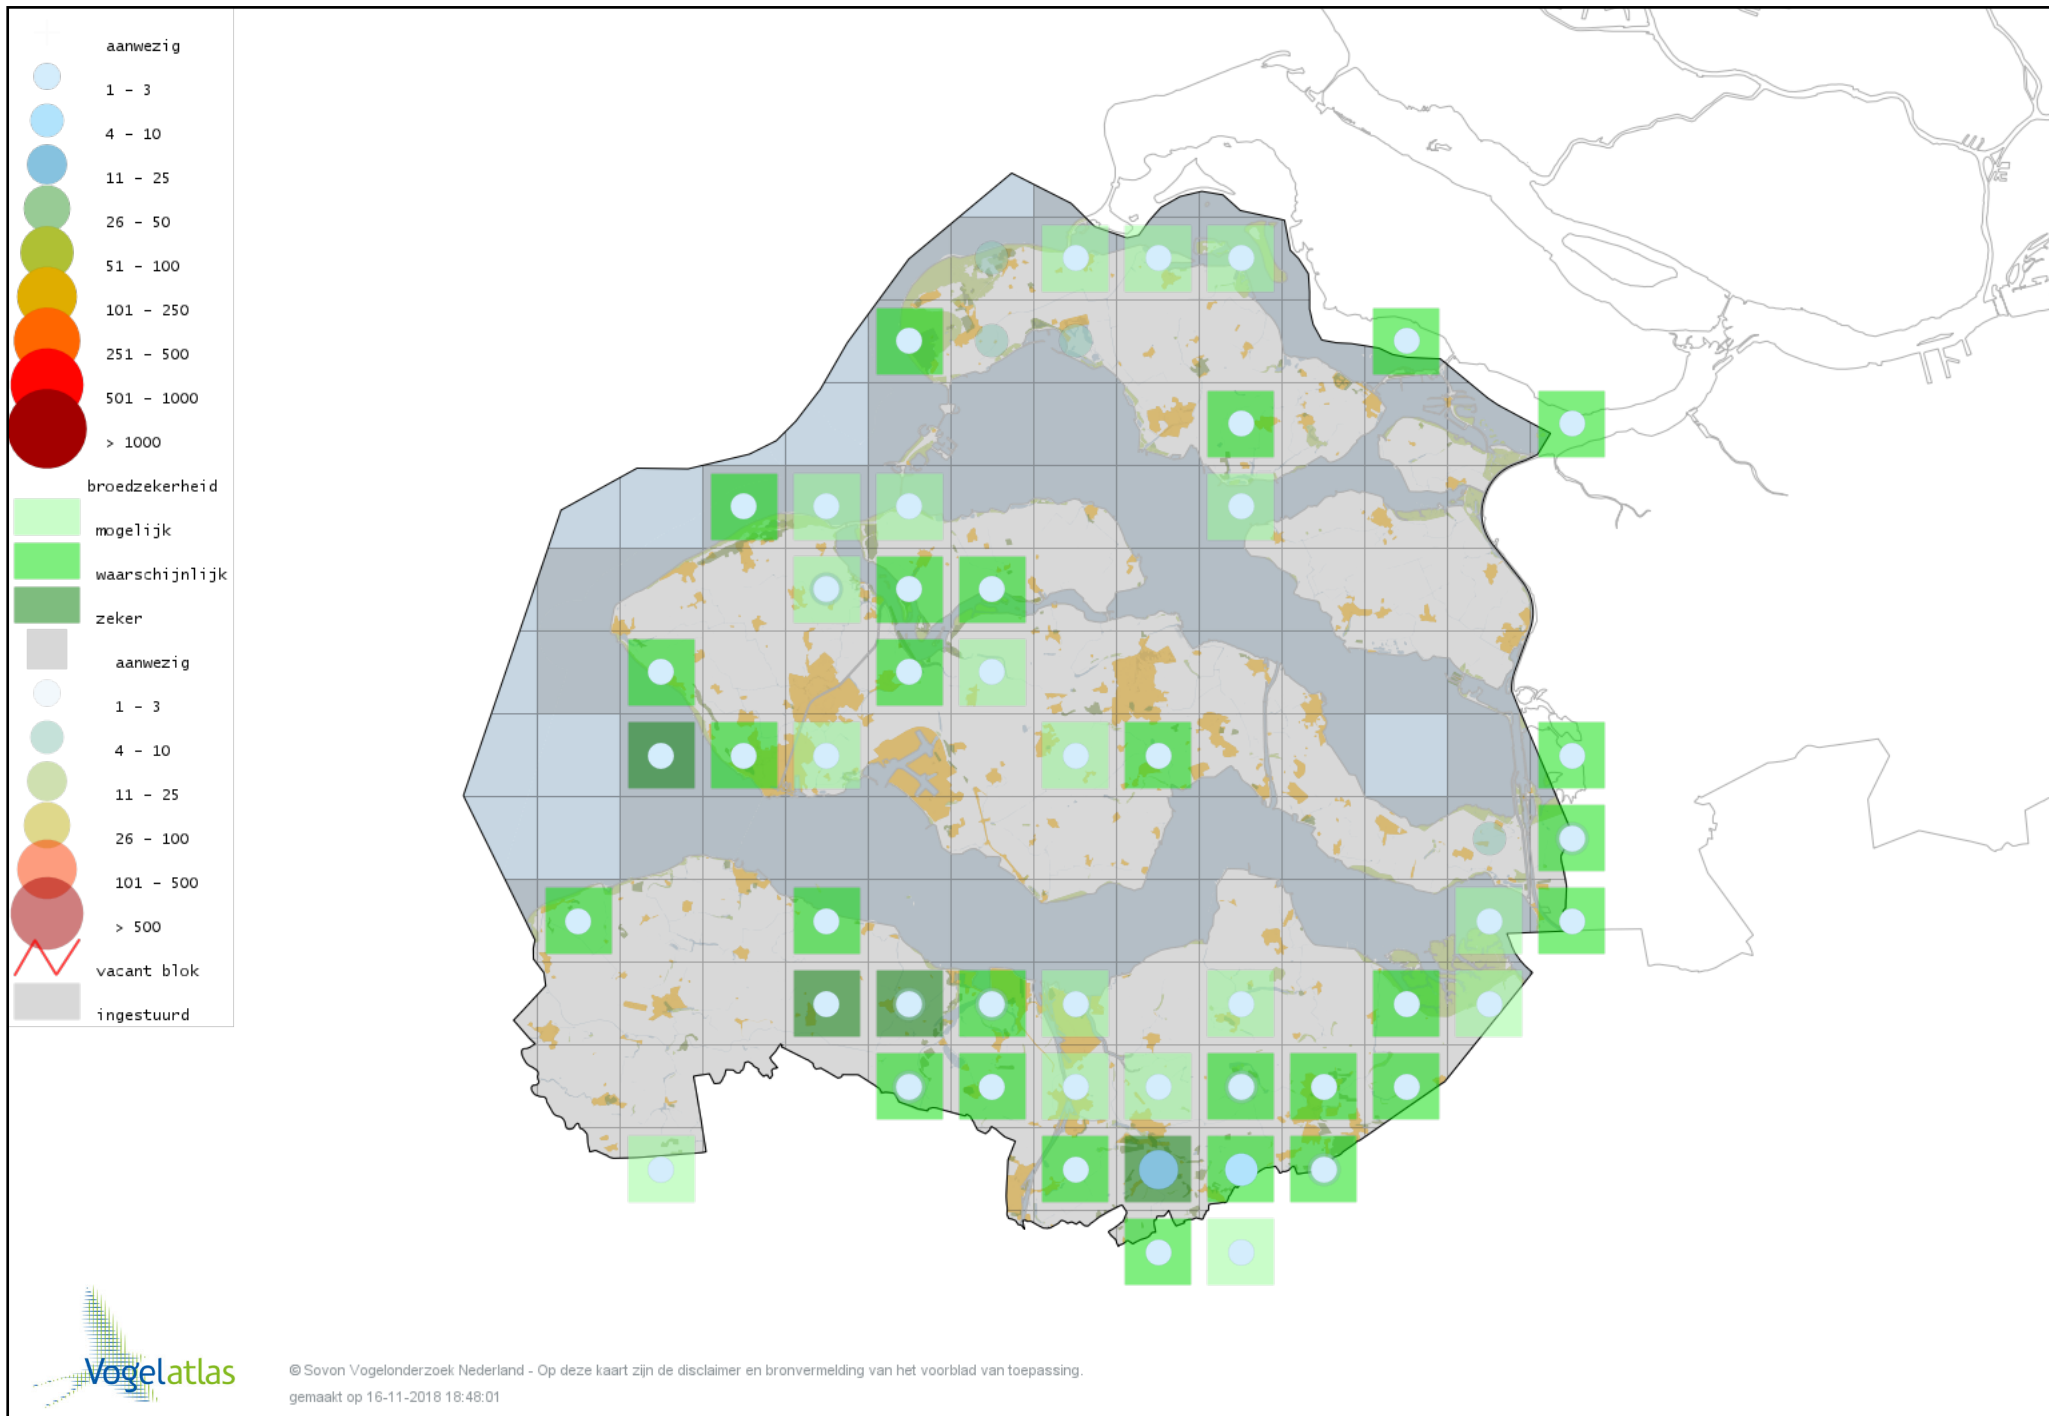 aanwezig
1 - 3
4 - 10
11 - 25
26 - 50
51 - 100
101 - 250
251 - 500
501 - 1000
> 1000
broedzekerheid
mogelijk
waarschijnlijk
zeker
aanwezig
1 - 3
4 - 10
11 - 25
26 - 100
101 - 500
> 500
vacant blok
ingestuurd
Vogelatlas
© Sovon Vogelonderzoek Nederland - Op deze kaart zijn de disclaimer en bronvermelding van het voorblad van toepassing.
gemaakt op 16-11-2018 18:48:01